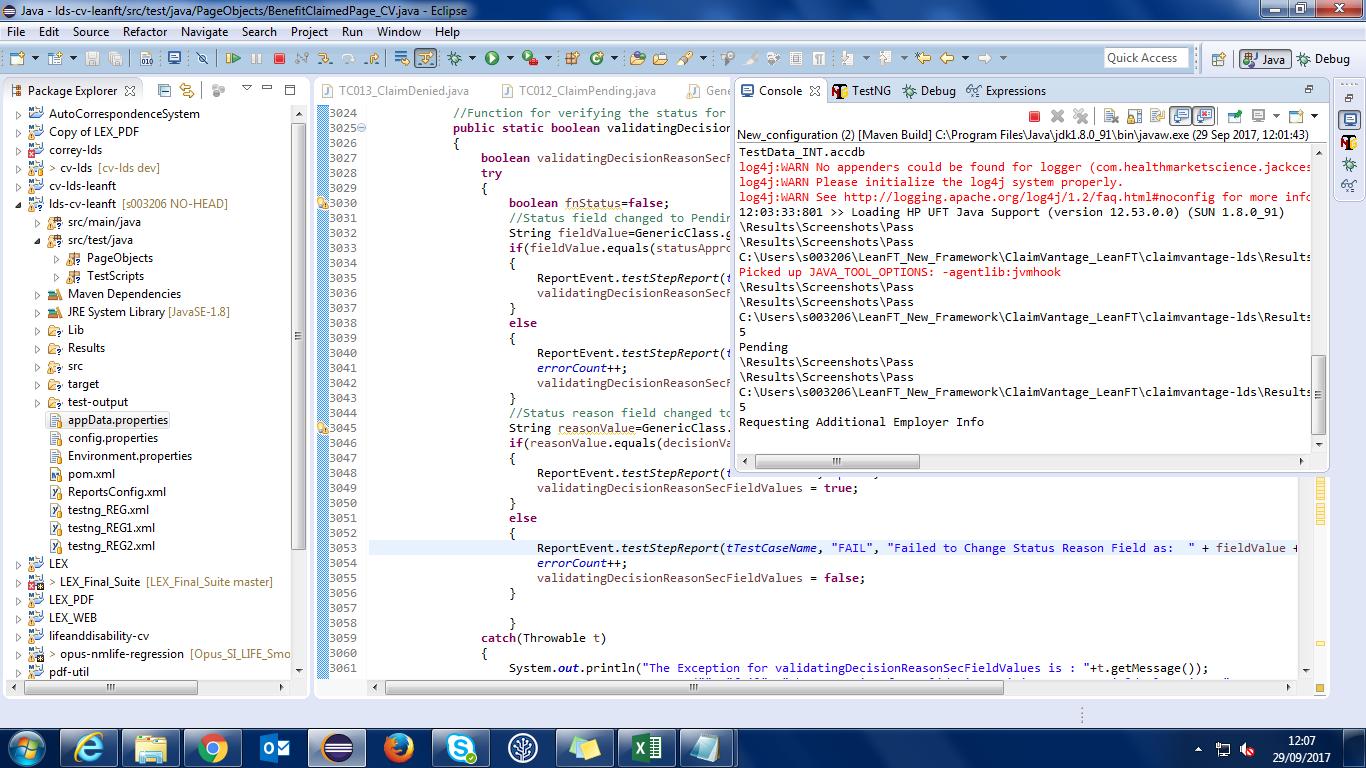 Java - lds-cv-leanft/src/test/java/PageObjects/BenefitClaimedPage_CV.java - Eclipse
File Edit Source Refactor Navigate Search Project Run Window Help
Quick Access
Java
Debug
Package Explorer
AutoCorrespondenceSystem
Copy of LEX_PDF
correy-lds
> cv-lds [cv-lds dev]
cv-lds-leanft
lds-cv-leanft [s003206 NO-HEAD]
src/main/java
src/test/java
PageObjects
TestScripts
Maven Dependencies
JRE System Library [JavaSE-1.8]
Lib
Results
src
target
test-output
appData.properties
config.properties
Environment.properties
pom.xml
ReportsConfig.xml
testng_REG.xml
testng_REG1.xml
testng_REG2.xml
LEX
> LEX_Final_Suite [LEX_Final_Suite master]
LEX_PDF
LEX_WEB
lifeanddisability-cv
> opus-nmlife-regression [Opus_SI_LIFE_Smo
pdf-util
TC013_ClaimDenied.java
TC012_ClaimPending.java
Gene
3024 //Function for verifying the status for
3025 public static boolean validatingDecision
3026 {
3027 boolean validatingDecisionReasonSecF
3028 try
3029 {
3030 boolean fnStatus=false;
3031 //Status field changed to Pendin
3032 String fieldValue=GenericClass.g
3033 if(fieldValue.equals(statusAppro
3034 {
3035 ReportEvent.testStepReport(t
3036 validatingDecisionReasonSecF
3037 }
3038 else
3039 {
3040 ReportEvent.testStepReport(t
3041 errorCount++;
3042 validatingDecisionReasonSecF
3043 }
3044 //Status reason field changed to
3045 String reasonValue=GenericClass.
3046 if(reasonValue.equals(decisionVa
3047 {
3048 ReportEvent.testStepReport(t
3049 validatingDecisionReasonSecFieldValues = true;
3050 }
3051 else
3052 {
3053 ReportEvent.testStepReport(tTestCaseName, "FAIL", "Failed to Change Status Reason Field as:  " + fieldValue +
3054 errorCount++;
3055 validatingDecisionReasonSecFieldValues = false;
3056 }
3057
3058 }
3059 catch(Throwable t)
3060 {
3061 System.out.println("The Exception for validatingDecisionReasonSecFieldValues is : "+t.getMessage());
Console
TestNG
Debug
Expressions
New_configuration (2) [Maven Build] C:\Program Files\Java\jdk1.8.0_91\bin\javaw.exe (29 Sep 2017, 12:01:43)
TestData_INT.accdb
log4j:WARN No appenders could be found for logger (com.healthmarketscience.jackces
log4j:WARN Please initialize the log4j system properly.
log4j:WARN See http://logging.apache.org/log4j/1.2/faq.html#noconfig for more info
12:03:33:801 >> Loading HP UFT Java Support (version 12.53.0.0) (SUN 1.8.0_91)
\Results\Screenshots\Pass
\Results\Screenshots\Pass
C:\Users\s003206\LeanFT_New_Framework\ClaimVantage_LeanFT\claimvantage-lds\Results
Picked up JAVA_TOOL_OPTIONS: -agentlib:jvmhook
\Results\Screenshots\Pass
\Results\Screenshots\Pass
C:\Users\s003206\LeanFT_New_Framework\ClaimVantage_LeanFT\claimvantage-lds\Results
5
Pending
\Results\Screenshots\Pass
\Results\Screenshots\Pass
C:\Users\s003206\LeanFT_New_Framework\ClaimVantage_LeanFT\claimvantage-lds\Results
5
Requesting Additional Employer Info
12:07
29/09/2017